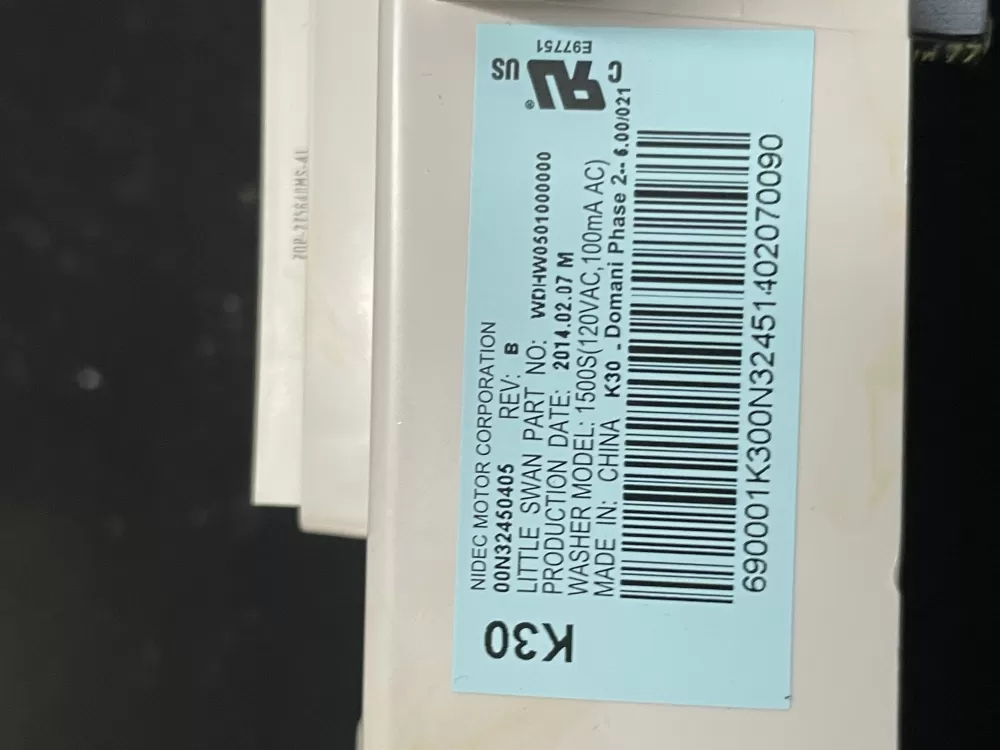 K30
NIDEC MOTOR CORPORATION
00N32450405 REV: B
LITTLE SWAN PART NO: WDHW0501000000
PRODUCTION DATE: 2014.02.07 M
WASHER MODEL: 1500S(120VAC,100mA AC)
MADE IN: CHINA K30 - Domani Phase 2-- 6.00/021
690001K300N32451402070090
C RU ® US
E97751